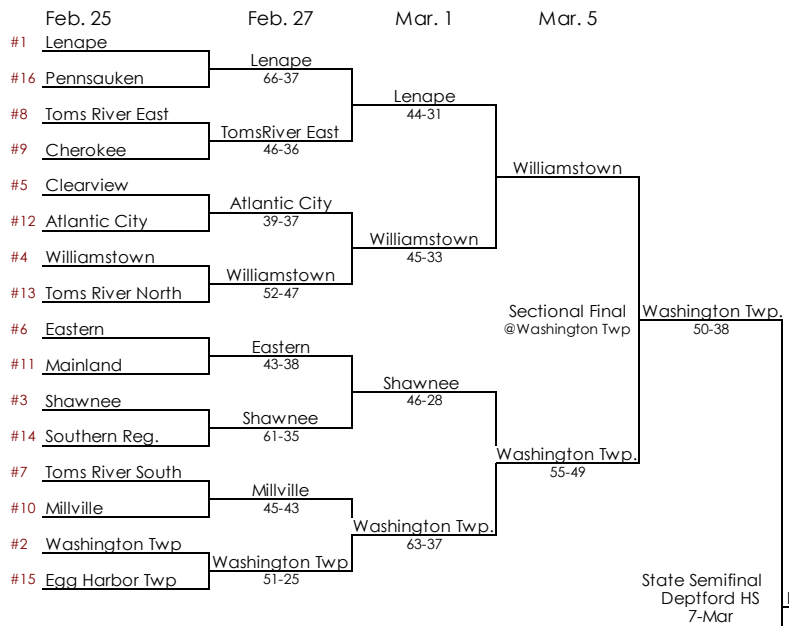 Feb. 25 Feb. 27 Mar. 1 Mar. 5
#1 Lenape
Lenape
66-37
#16 Pennsauken
Lenape
44-31
#8 Toms River East
TomsRiver East
46-36
#9 Cherokee
Williamstown
#5 Clearview
Atlantic City
39-37
#12 Atlantic City
Williamstown
45-33
#4 Williamstown
Williamstown
52-47
#13 Toms River North
Sectional Final
@Washington Twp
Washington Twp.
50-38
#6 Eastern
Eastern
43-38
#11 Mainland
Shawnee
46-28
#3 Shawnee
Shawnee
61-35
#14 Southern Reg.
Washington Twp.
55-49
#7 Toms River South
Millville
45-43
#10 Millville
Washington Twp.
63-37
#2 Washington Twp
Washington Twp.
51-25
#15 Egg Harbor Twp
State Semifinal
Deptford HS
7-Mar